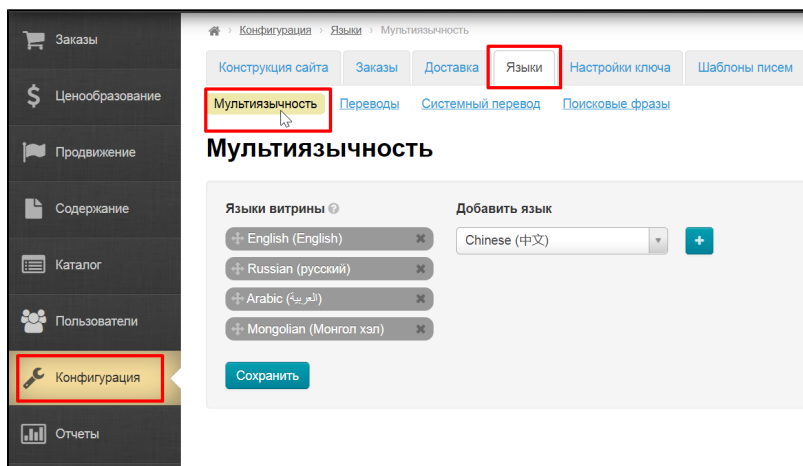 Заказы
Ценообразование
Продвижение
Содержание
Каталог
Пользователи
Конфигурация
Отчеты
Конфигурация Языки Мультиязычность
Конструкция сайта Заказы Доставка Языки Настройки ключа Шаблоны писем
Мультиязычность Переводы Системный перевод Поисковые фразы
Мультиязычность
Языки витрины Добавить язык
English (English) Chinese (中文)
Russian (русский)
Arabic (العربية)
Mongolian (Монгол хэл)
Сохранить